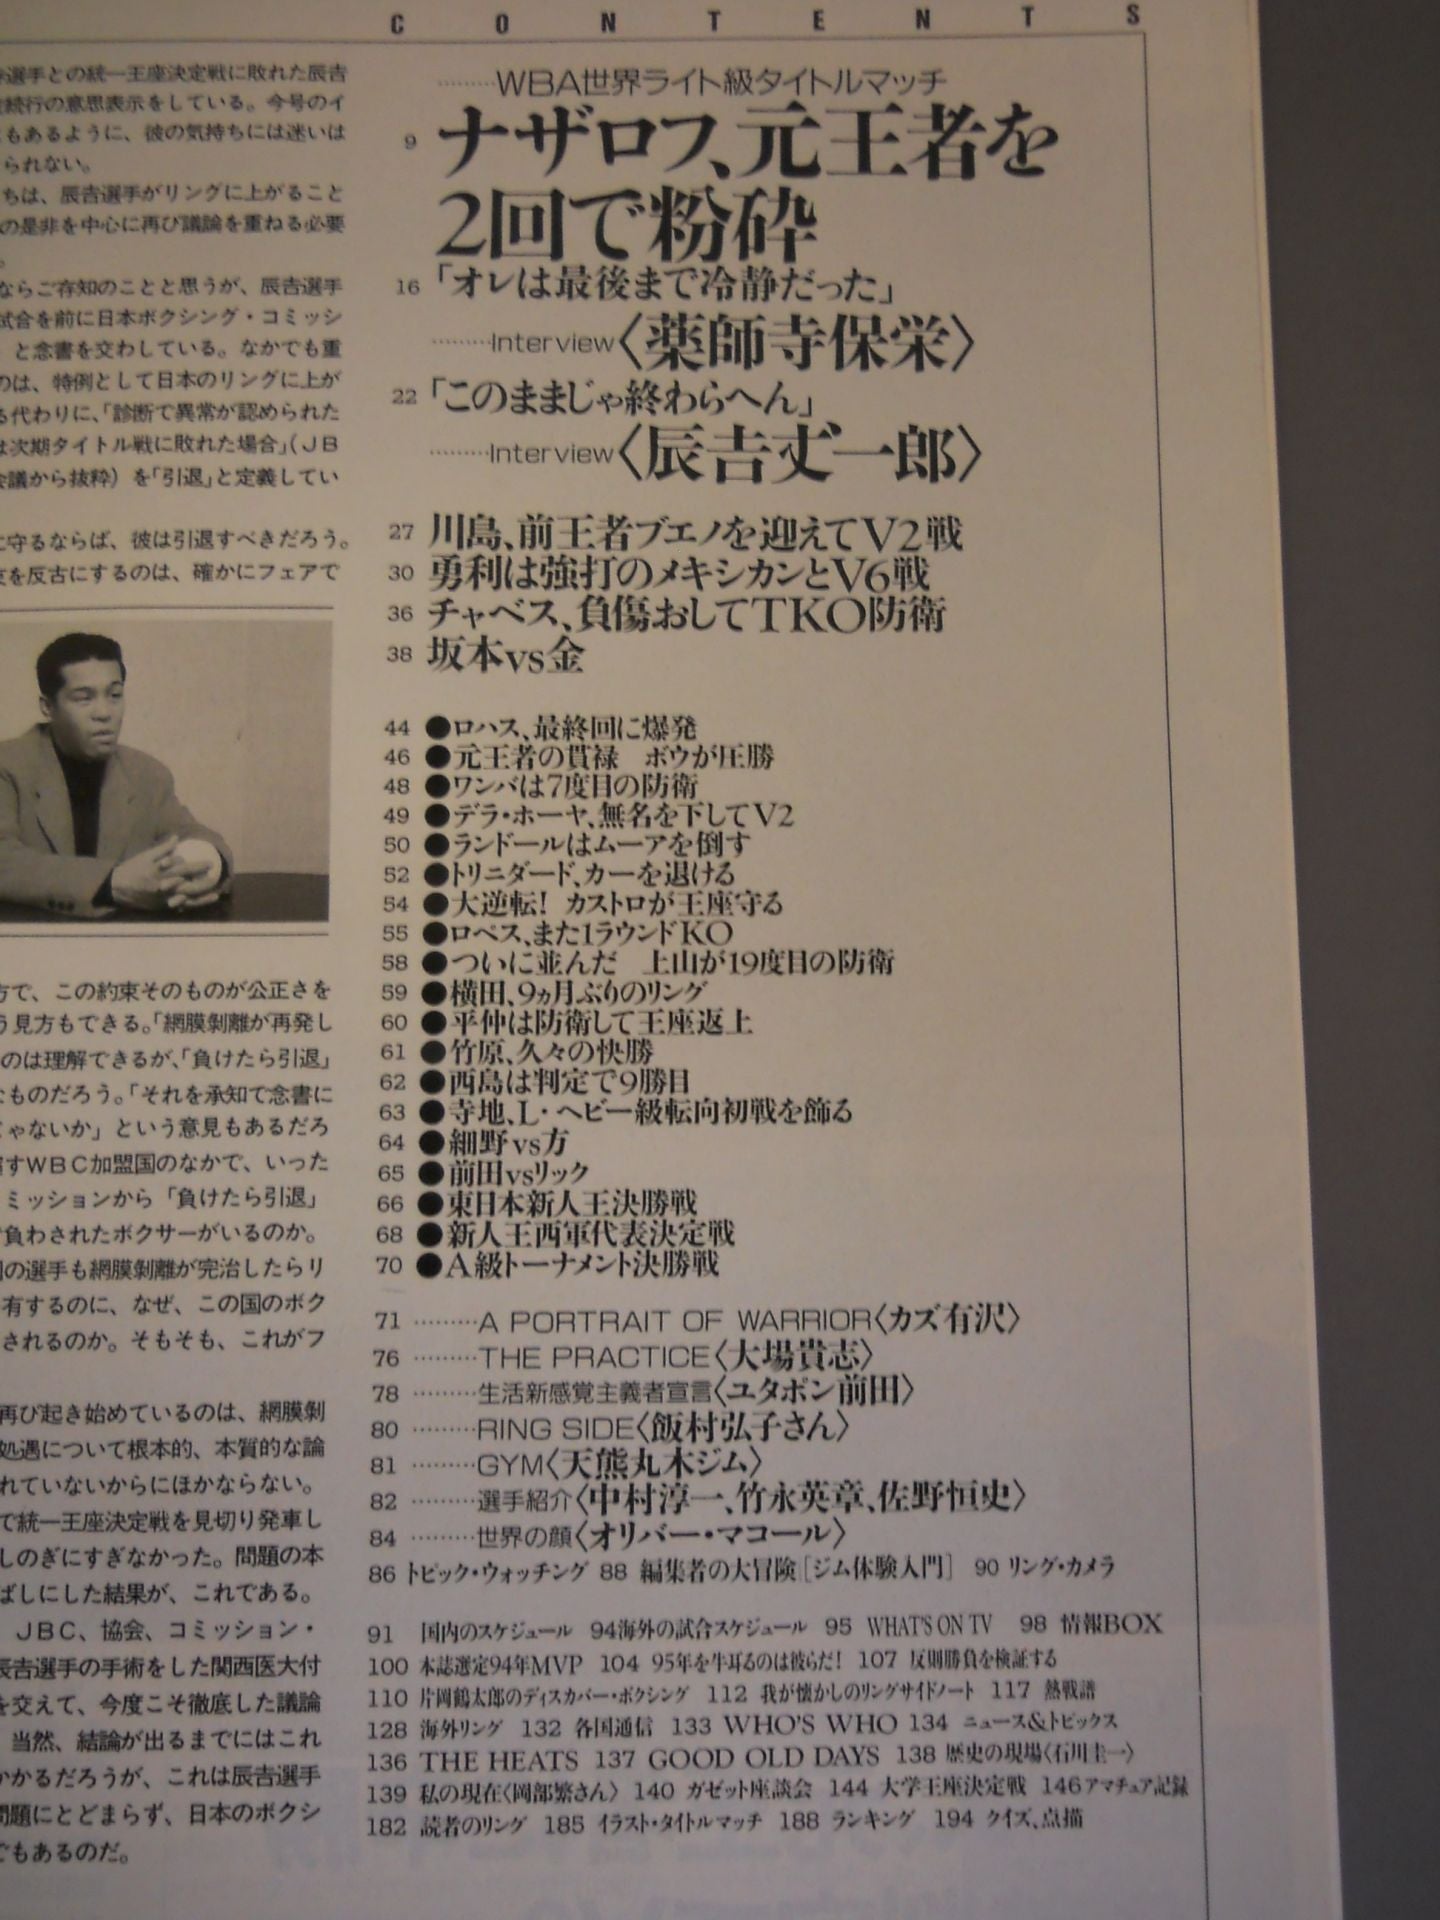 CONTENTS
選手との統一王座決定戦に敗れた辰吉
続行の意思表示をしている。今号のイ
もあるように、彼の気持ちには迷いは
られない。
ちは、辰吉選手がリングに上がること
の是非を中心に再び議論を重ねる必要
。
ならご存知のことと思うが、辰吉選手
試合を前に日本ボクシング・コミッシ
と念書を交わしている。なかでも重
のは、特例として日本のリングに上が
る代わりに、「診断で異常が認められた
は次期タイトル戦に敗れた場合」(JB
会議から抜粋)を「引退」と定義してい
に守るならば、彼は引退すべきだろう。
を反古にするのは、確かにフェアで
方で、この約束そのものが公正さを
う見方もできる。「網膜剝離が再発し
のは理解できるが、「負けたら引退」
なものだろう。「それを承知で念書に
じゃないか」という意見もあるだろ
すWBC加盟国のなかで、いった
ミッションから「負けたら引退」
負わされたボクサーがいるのか。
の選手も網膜剝離が完治したらリ
有するのに、なぜ、この国のボク
されるのか。そもそも、これがフ
再び起き始めているのは、網膜剝
処遇について根本的、本質的な論
れていないからにほかならない。
で統一王座決定戦を見切り発車し
しのぎにすぎなかった。問題の本
ばしにした結果が、これである。
JBC、協会、コミッション・
辰吉選手の手術をした関西医大付
を交えて、今度こそ徹底した議論
当然、結論が出るまでにはこれ
かかるだろうが、これは辰吉選手
問題にとどまらず、日本のボクシ
でもあるのだ。
………WBA世界ライト級タイトルマッチ
9 ナザロフ、元王者を
2回で粉砕
16 「オレは最後まで冷静だった」
………Interview〈薬師寺保栄〉
22 「このままじゃ終わらへん」
………Interview〈辰吉丈一郎〉
27 川島、前王者ブエノを迎えてV2戦
30 勇利は強打のメキシカンとV6戦
36 チャベス、負傷おしてTKO防衛
38 坂本vs金
44 ●ロハス、最終回に爆発
46 ●元王者の貫禄　ボウが圧勝
48 ●ワンバは7度目の防衛
49 ●デラ・ホーヤ、無名を下してV2
50 ●ランドールはムーアを倒す
52 ●トリニダード、カーを退ける
54 ●大逆転!　カストロが王座守る
55 ●ロペス、また1ラウンドKO
58 ●ついに並んだ　上山が19度目の防衛
59 ●横田、9ヵ月ぶりのリング
60 ●平仲は防衛して王座返上
61 ●竹原、久々の快勝
62 ●西島は判定で9勝目
63 ●寺地、L・ヘビー級転向初戦を飾る
64 ●細野vs方
65 ●前田vsリック
66 ●東日本新人王決勝戦
68 ●新人王西軍代表決定戦
70 ●A級トーナメント決勝戦
71 ………A PORTRAIT OF WARRIOR〈カズ有沢〉
76 ………THE PRACTICE〈大場貴志〉
78 ………生活新感覚主義者宣言〈ユタポン前田〉
80 ………RING SIDE〈飯村弘子さん〉
81 ………GYM〈天熊丸木ジム〉
82 ………選手紹介〈中村淳一、竹永英章、佐野恒史〉
84 ………世界の顔〈オリバー・マコール〉
86 トピック・ウォッチング 88 編集者の大冒険［ジム体験入門］ 90 リング・カメラ
91 国内のスケジュール 94海外の試合スケジュール 95 WHAT'S ON TV 98 情報BOX
100 本誌選定94年MVP 104 95年を牛耳るのは彼らだ! 107 反則勝負を検証する
110 片岡鶴太郎のディスカバー・ボクシング 112 我が懐かしのリングサイドノート 117 熱戦譜
128 海外リング 132 各国通信 133 WHO'S WHO 134 ニュース&トピックス
136 THE HEATS 137 GOOD OLD DAYS 138 歴史の現場〈石川圭一〉
139 私の現在〈岡部繁さん〉 140 ガゼット座談会 144 大学王座決定戦 146アマチュア記録
182 読者のリング 185 イラスト・タイトルマッチ 188 ランキング 194 クイズ、点描